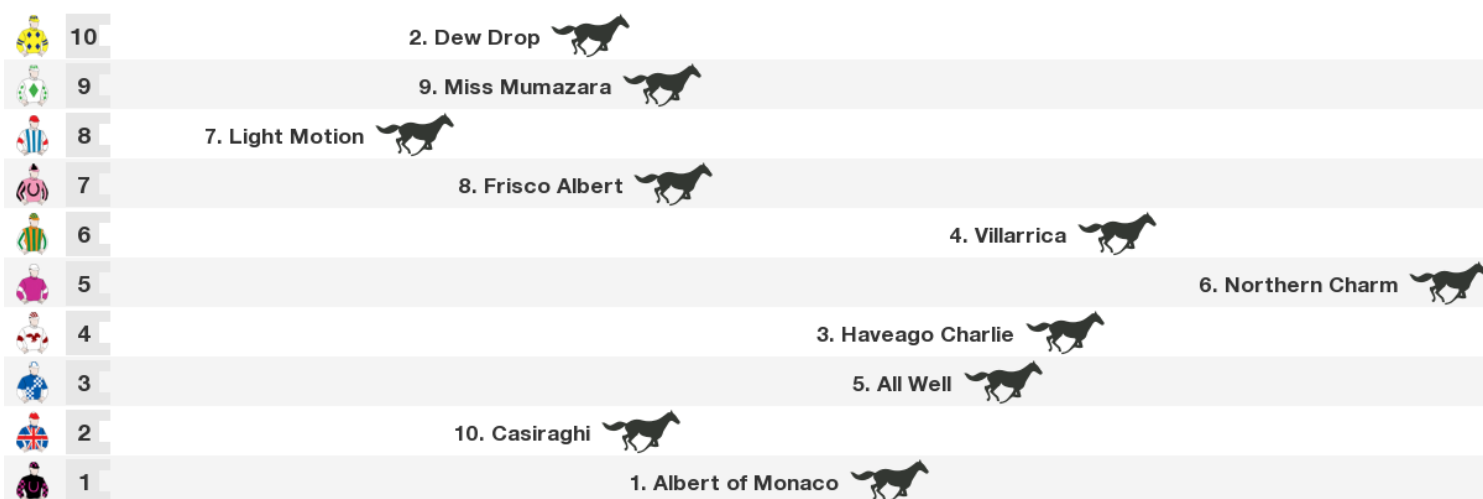 10 2. Dew Drop
9 9. Miss Mumazara
8 7. Light Motion
7 8. Frisco Albert
6 4. Villarrica
5 6. Northern Charm
4 3. Haveago Charlie
3 5. All Well
2 10. Casiraghi
1 1. Albert of Monaco